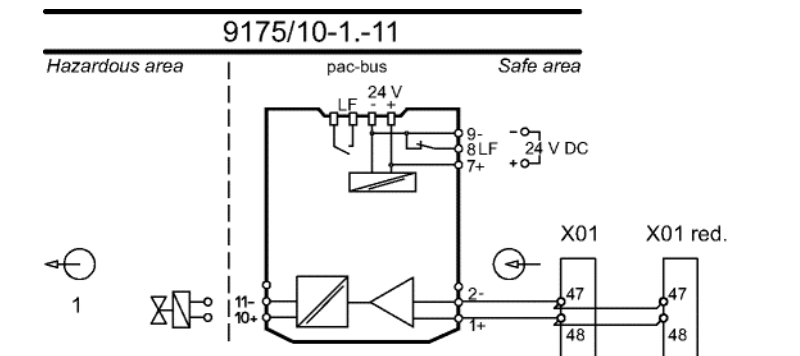 9175/10-1.-11
Hazardous area
pac-bus
Safe area
24 V
LF - +
9-
8 LF
7+
- 
24 V DC
+
X01
X01 red.
1
11-
10+
2-
1+
47
48
47
48